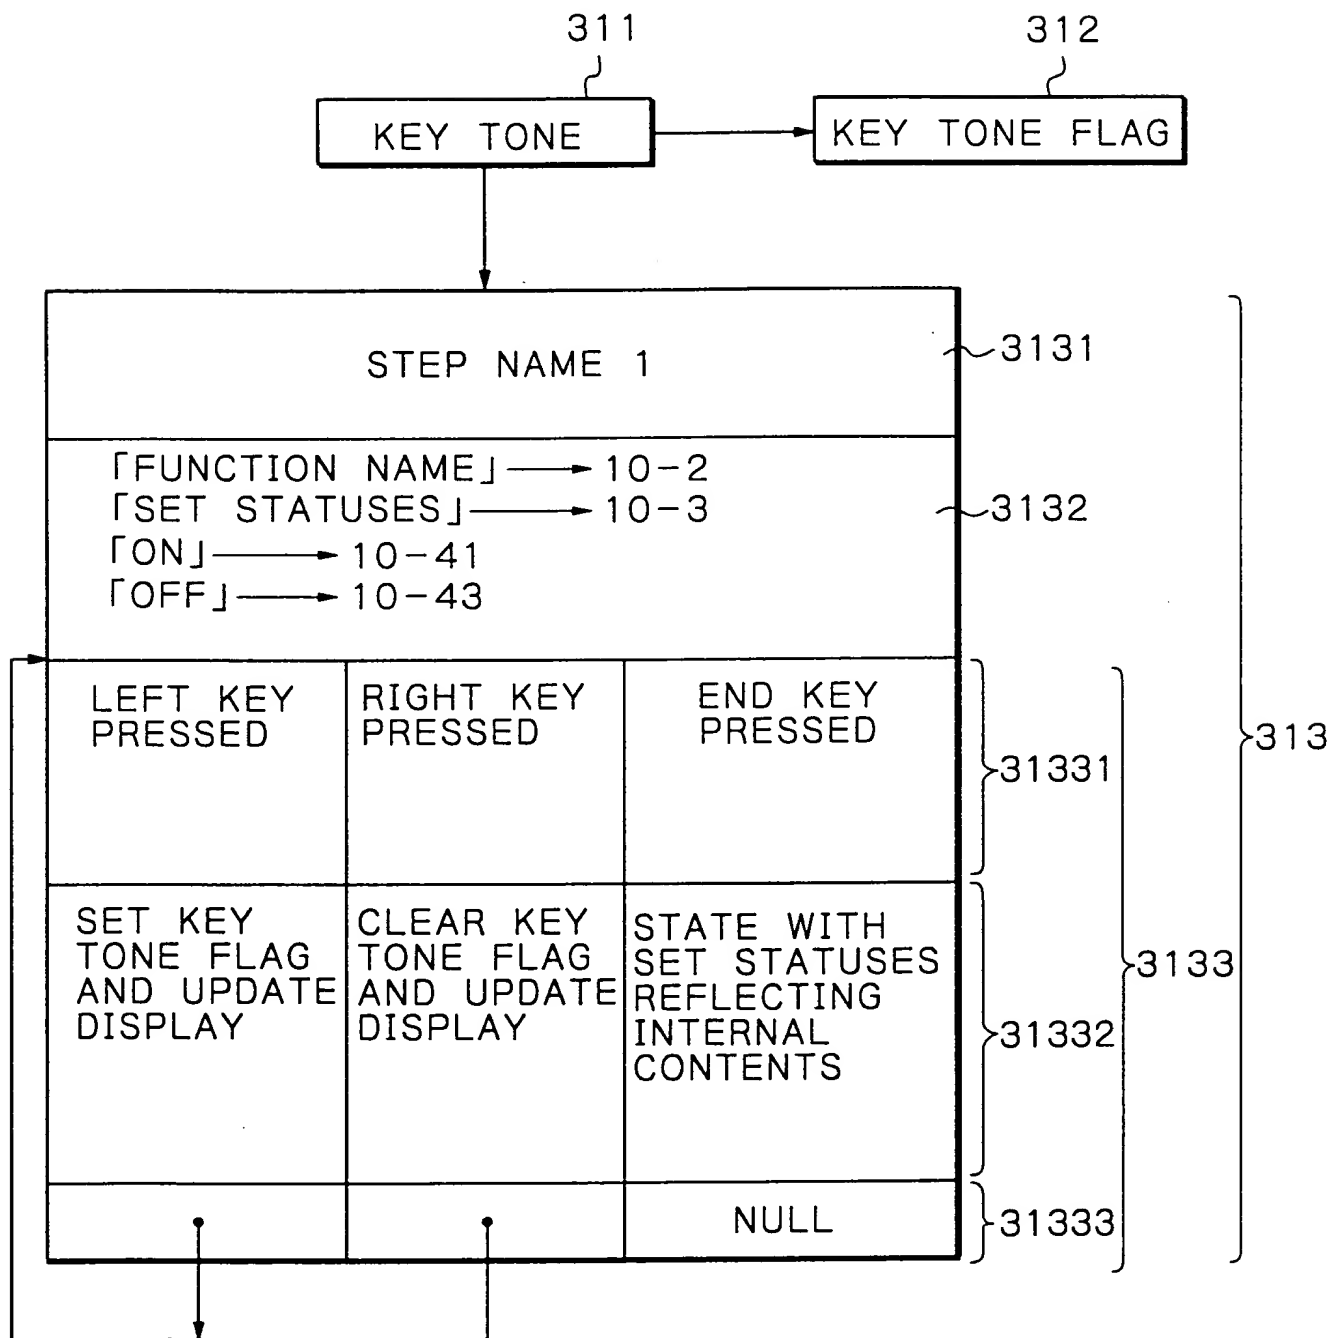 311
312
KEY TONE
KEY TONE FLAG
STEP NAME 1
3131
「FUNCTION NAME」→10-2
「SET STATUSES」→10-3
「ON」→10-41
「OFF」→10-43
3132
LEFT KEY
PRESSED
RIGHT KEY
PRESSED
END KEY
PRESSED
31331
313
SET KEY
TONE FLAG
AND UPDATE
DISPLAY
CLEAR KEY
TONE FLAG
AND UPDATE
DISPLAY
STATE WITH
SET STATUSES
REFLECTING
INTERNAL
CONTENTS
3133
31332
NULL
31333